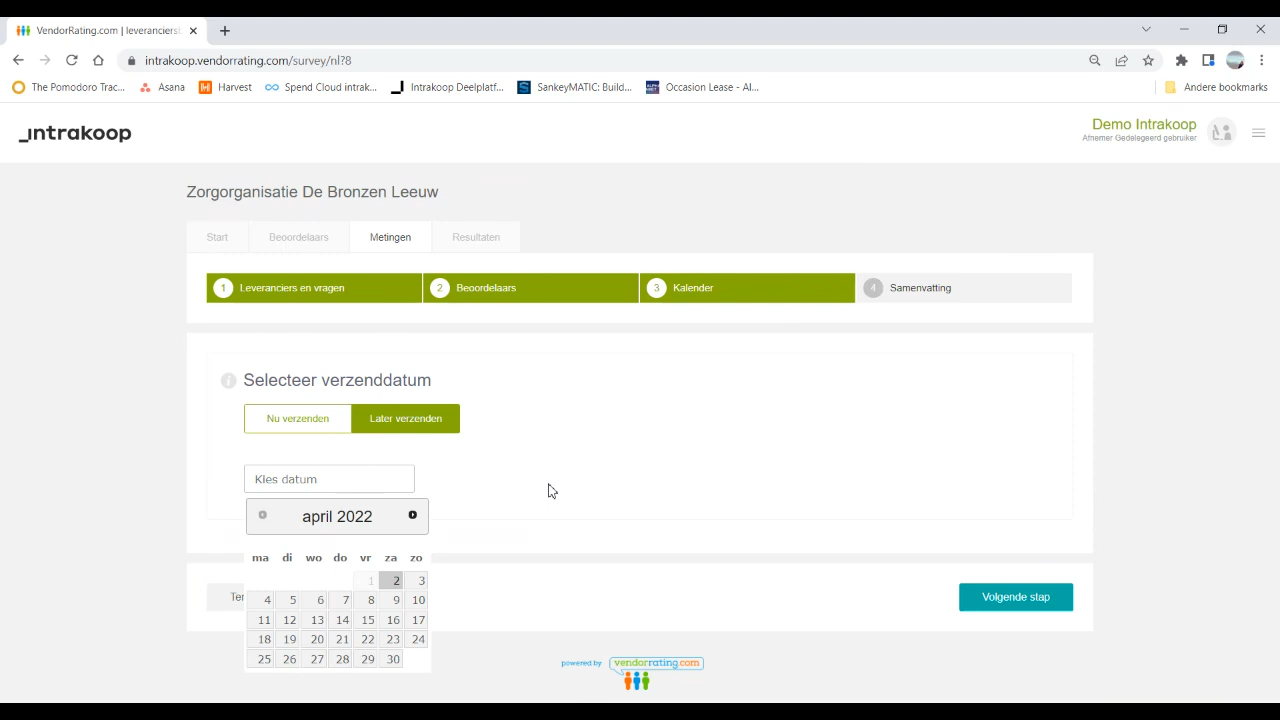 VendorRating.com | leverancierst
intrakoop.vendorrating.com/survey/nl?8
The Pomodoro Trac... Asana Harvest Spend Cloud intrak... Intrakoop Deelplatf... SankeyMATIC: Build... Occasion Lease - Al... Andere bookmarks
_intrakoop
Demo Intrakoop
Afnemer Gedelegeerd gebruiker
Zorgorganisatie De Bronzen Leeuw
Start Beoordelaars Metingen Resultaten
1 Leveranciers en vragen 2 Beoordelaars 3 Kalender 4 Samenvatting
i Selecteer verzenddatum
Nu verzenden Later verzenden
Kies datum
april 2022
ma di wo do vr za zo
1 2 3
4 5 6 7 8 9 10
11 12 13 14 15 16 17
18 19 20 21 22 23 24
25 26 27 28 29 30
Volgende stap
powered by vendorrating.com